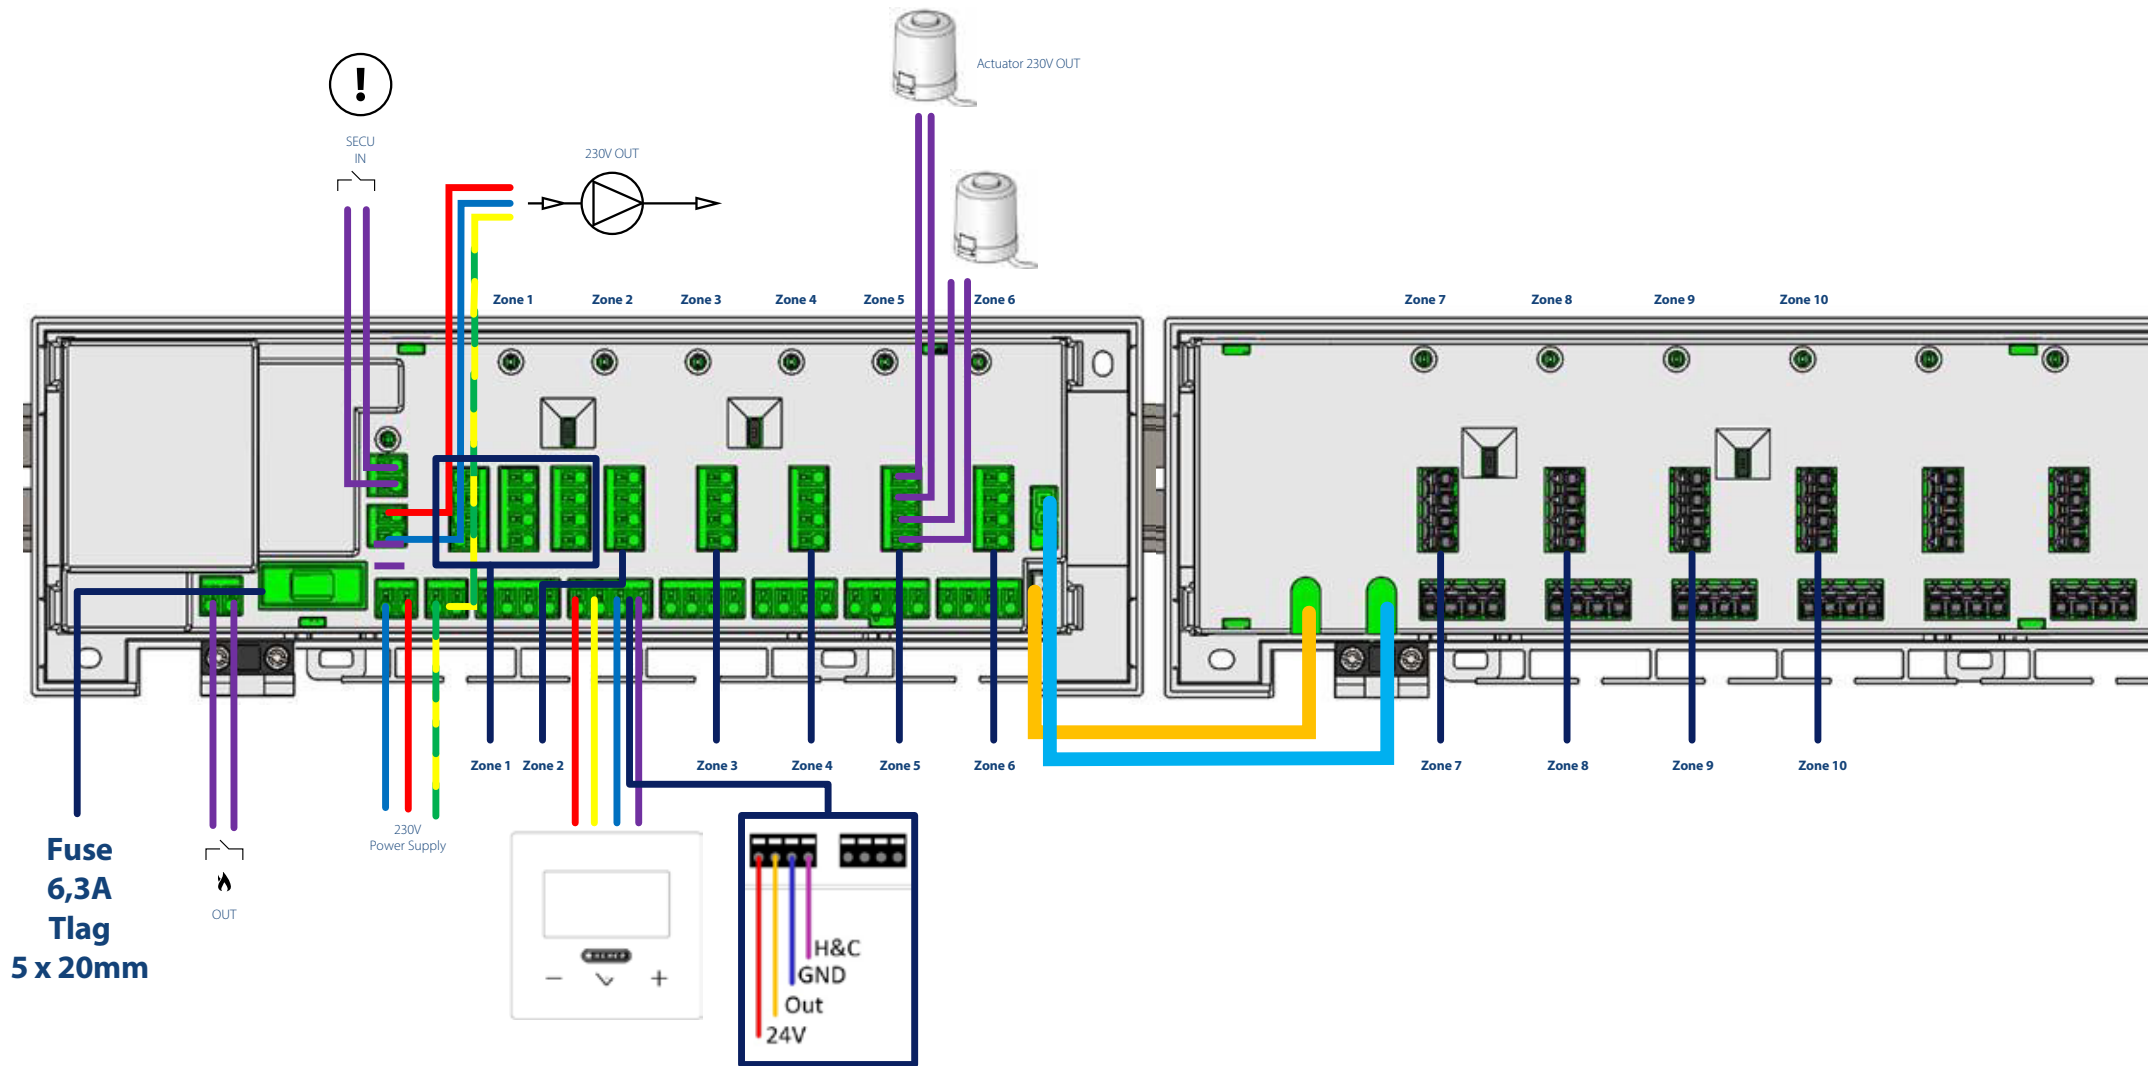 Actuator 230V OUT
SECU
IN
230V OUT
Zone 1
Zone 2
Zone 3
Zone 4
Zone 5
Zone 6
Zone 7
Zone 8
Zone 9
Zone 10
Zone 1
Zone 2
Zone 3
Zone 4
Zone 5
Zone 6
Zone 7
Zone 8
Zone 9
Zone 10
230V
Power Supply
Fuse
6,3A
Tlag
5 x 20mm
OUT
H&C
GND
Out
24V